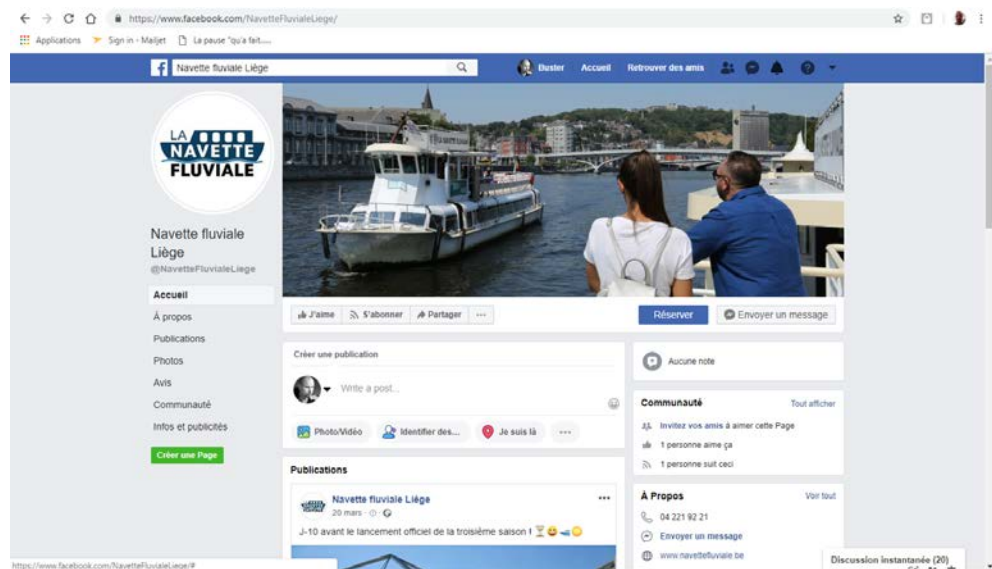 https://www.facebook.com/NavetteFluvialeLiege/
Applications
Sign in - Mailjet
La pause "qu'a fait.....
Navette fluviale Liège
Buster
Accueil
Retrouver des amis
LA
NAVETTE
FLUVIALE
Navette fluviale
Liège
@NavetteFluvialeLiege
Accueil
À propos
Publications
Photos
Avis
Communauté
Infos et publicités
Créer une Page
J'aime
S'abonner
Partager
Réserver
Envoyer un message
Créer une publication
Write a post...
Photo/Vidéo
Identifier des...
Je suis là
Publications
Navette fluviale Liège
20 mars
J-10 avant le lancement officiel de la troisième saison !
Aucune note
Communauté
Tout afficher
Invitez vos amis à aimer cette Page
1 personne aime ça
1 personne suit ceci
À Propos
Voir tout
04 221 92 21
Envoyer un message
www.navettefluviale.be
Discussion instantanée (20)
https://www.facebook.com/NavetteFluvialeLiege/#